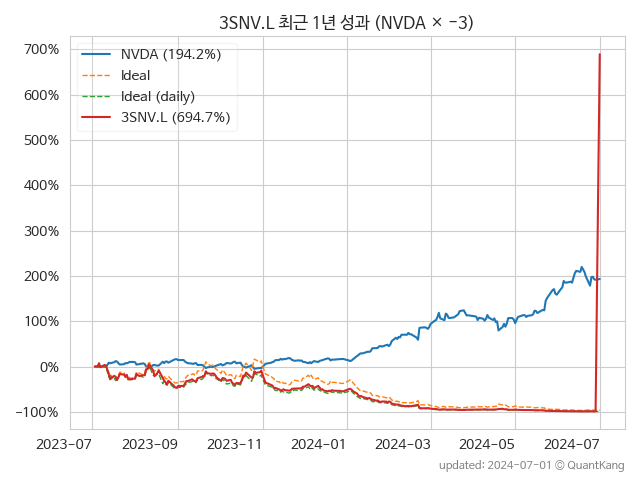 3SNV.L 최근 1년 성과 (NVDA × −3)
700%
600%
500%
400%
300%
200%
100%
0%
−100%
NVDA (194.2%)
Ideal
Ideal (daily)
3SNV.L (694.7%)
2023-07
2023-09
2023-11
2024-01
2024-03
2024-05
2024-07
updated: 2024-07-01 © QuantKang